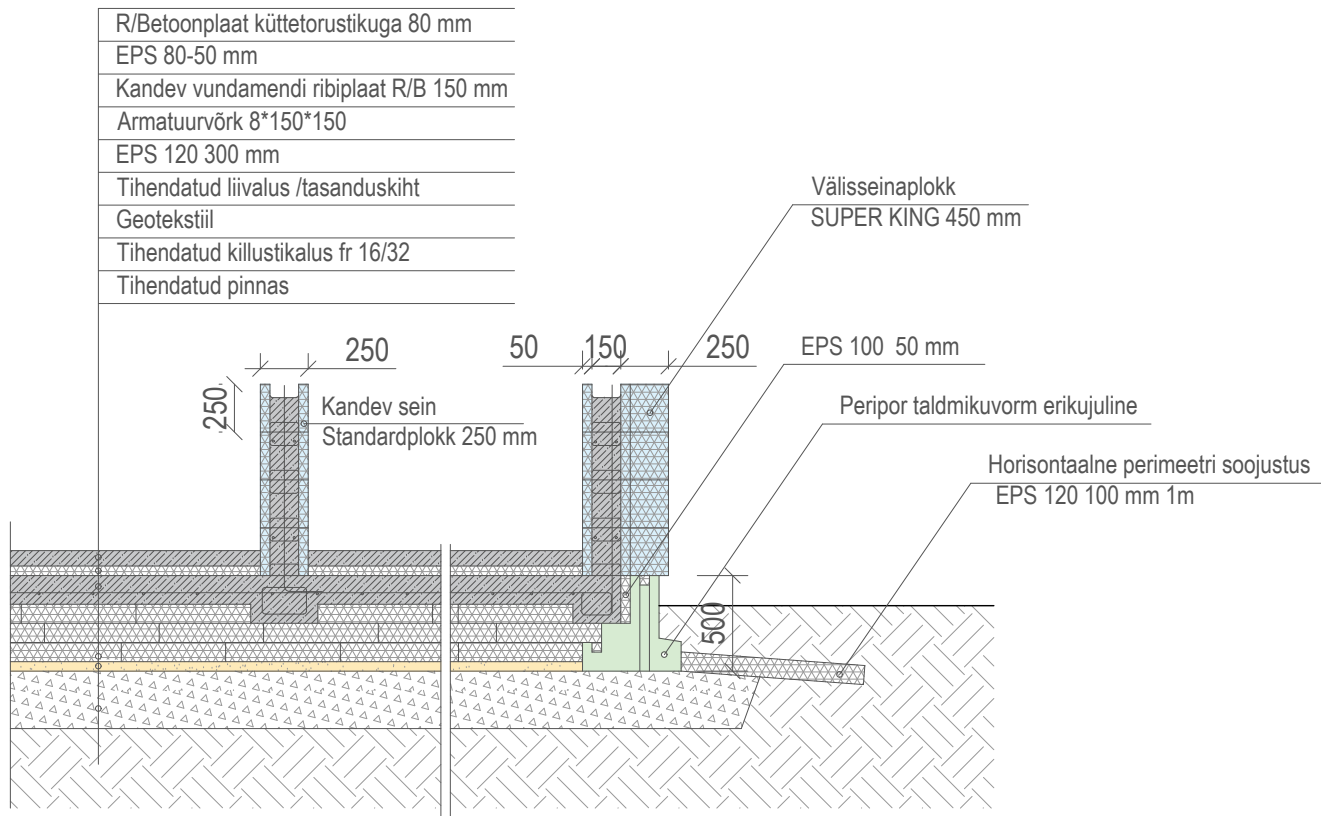 R/Betoonplaat küttetorustikuga 80 mm
EPS 80-50 mm
Kandev vundamendi ribiplaat R/B 150 mm
Armatuurvõrk 8*150*150
EPS 120 300 mm
Tihendatud liivalus /tasanduskiht
Geotekstiil
Tihendatud killustikalus fr 16/32
Tihendatud pinnas
Välisseinaplokk
SUPER KING 450 mm
250
50
150
250
EPS 100 50 mm
250
Kandev sein
Standardplokk 250 mm
Peripor taldmikuvorm erikujuline
Horisontaalne perimeetri soojustus
EPS 120 100 mm 1m
500